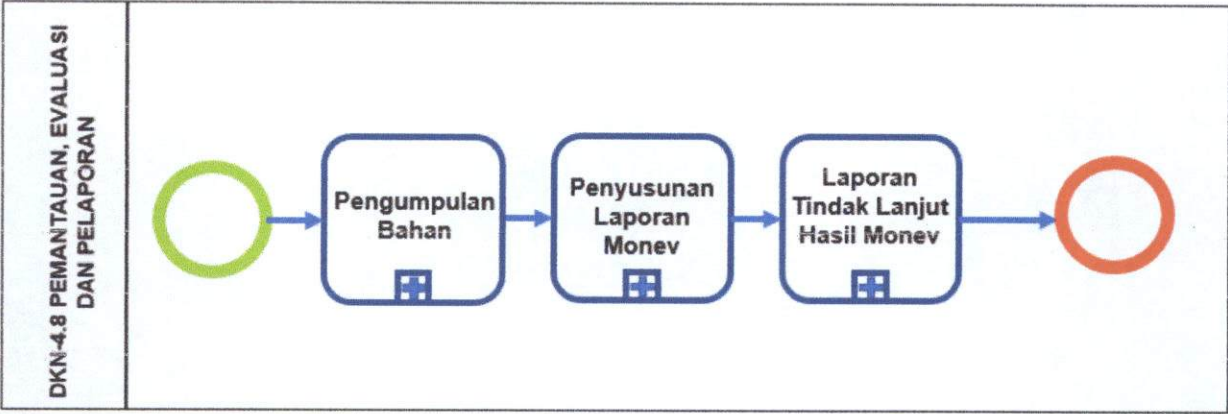 DKN-4.8 PEMANTAUAN, EVALUASI
DAN PELAPORAN
Pengumpulan
Bahan
Penyusunan
Laporan
Monev
Laporan
Tindak Lanjut
Hasil Monev